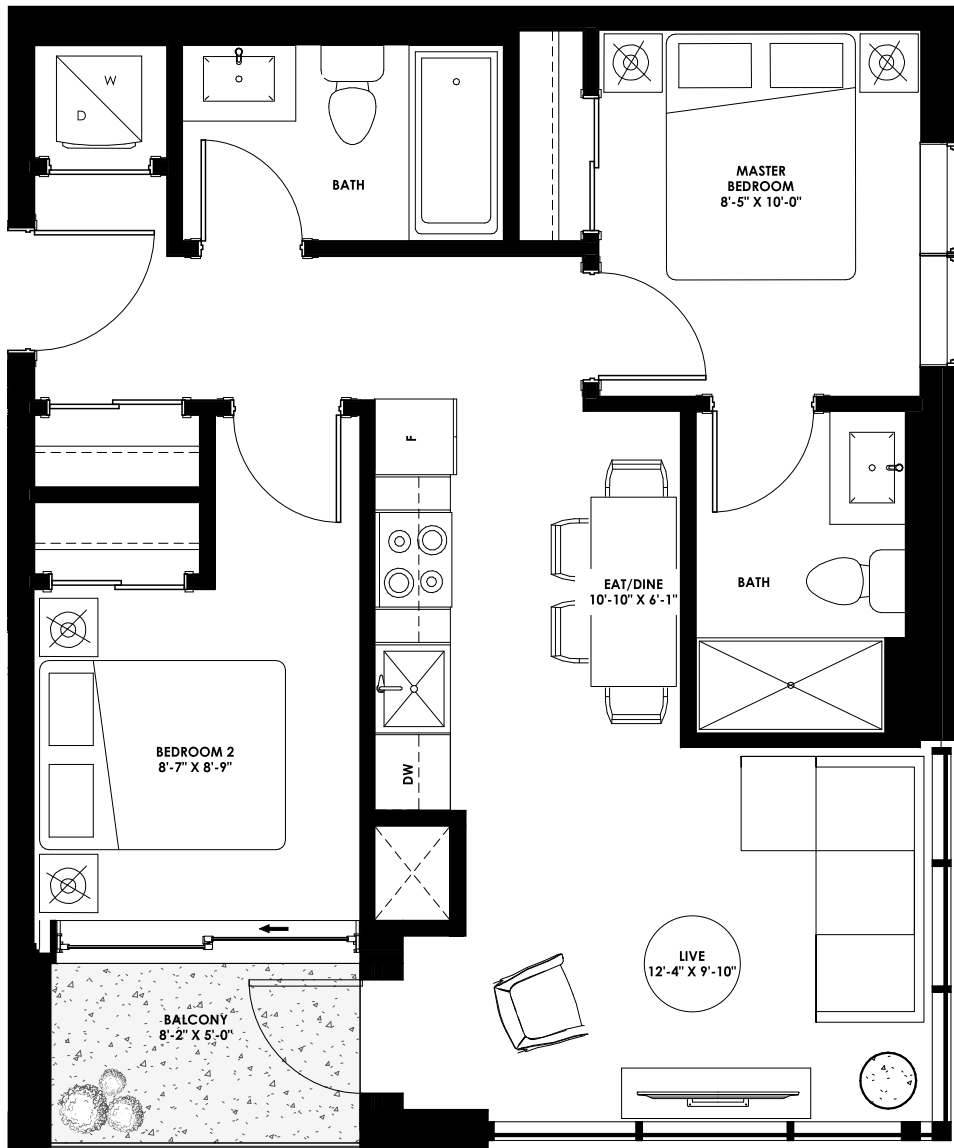 W
D
BATH
MASTER
BEDROOM
8'-5" X 10'-0"
F
EAT/DINE
10'-10" X 6'-1"
BATH
BEDROOM 2
8'-7" X 8'-9"
DW
LIVE
12'-4" X 9'-10"
BALCONY
8'-2" X 5'-0"